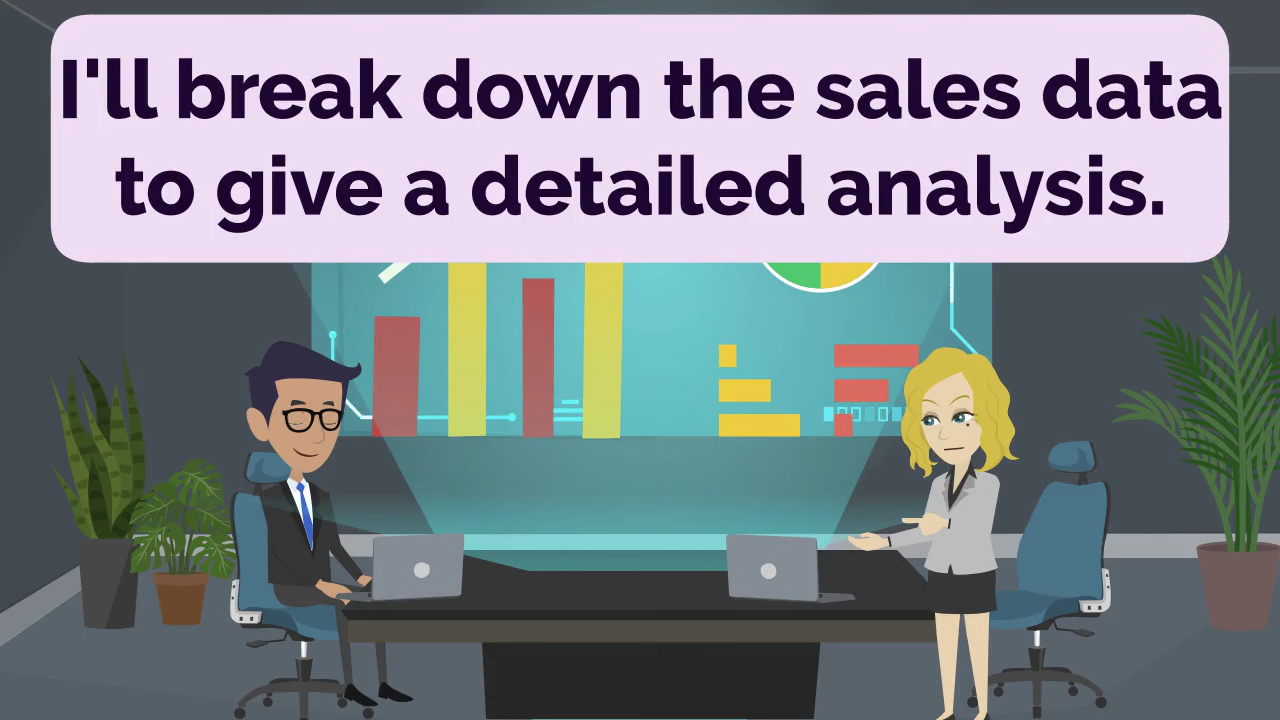 I'll break down the sales data
to give a detailed analysis.